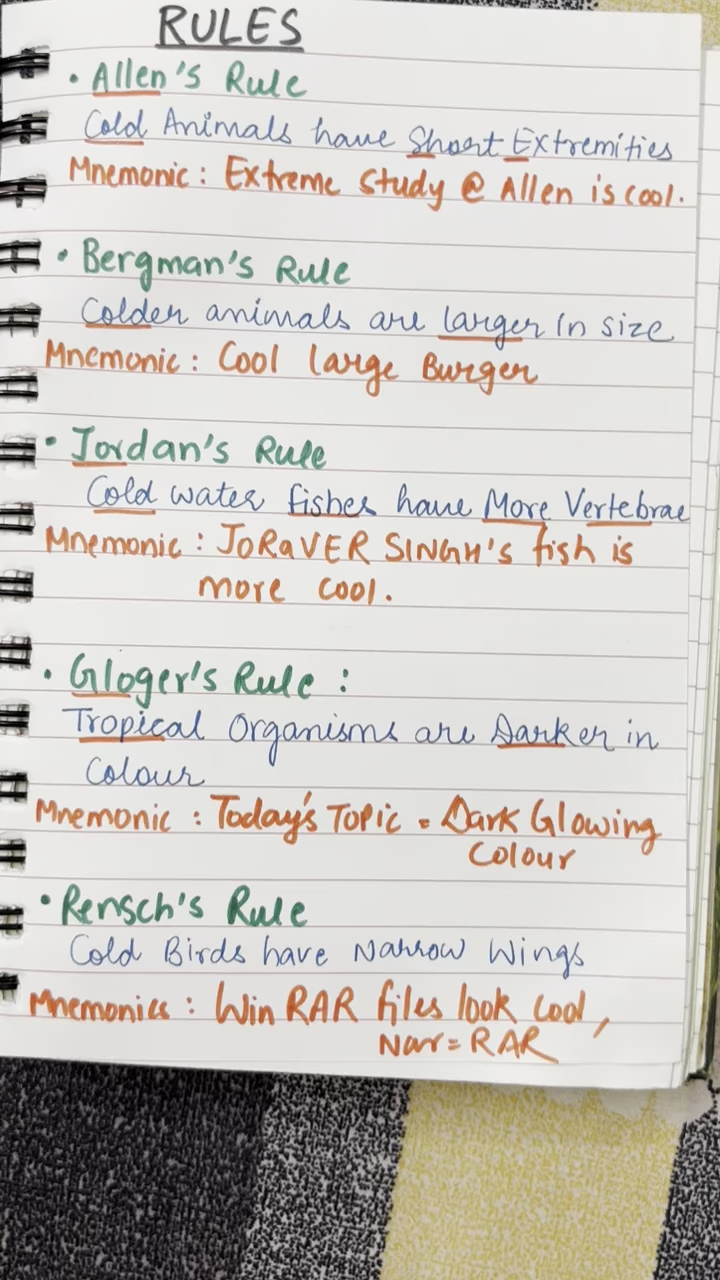 RULES
• Allen's Rule
Cold Animals have Short Extremities
Mnemonic : Extreme Study @ Allen is cool.
• Bergman's Rule
Colder animals are larger in size
Mnemonic : Cool large Burger
• Jordan's Rule
Cold water fishes have More Vertebrae
Mnemonic : JORaVER SINGH's fish is
more cool.
• Gloger's Rule :
Tropical Organisms are Darker in
Colour
Mnemonic : Today's Topic = Dark Glowing
Colour
• Rensch's Rule
Cold Birds have Narrow Wings
Mnemonics : Win RAR files look cool,
Nar = RAR